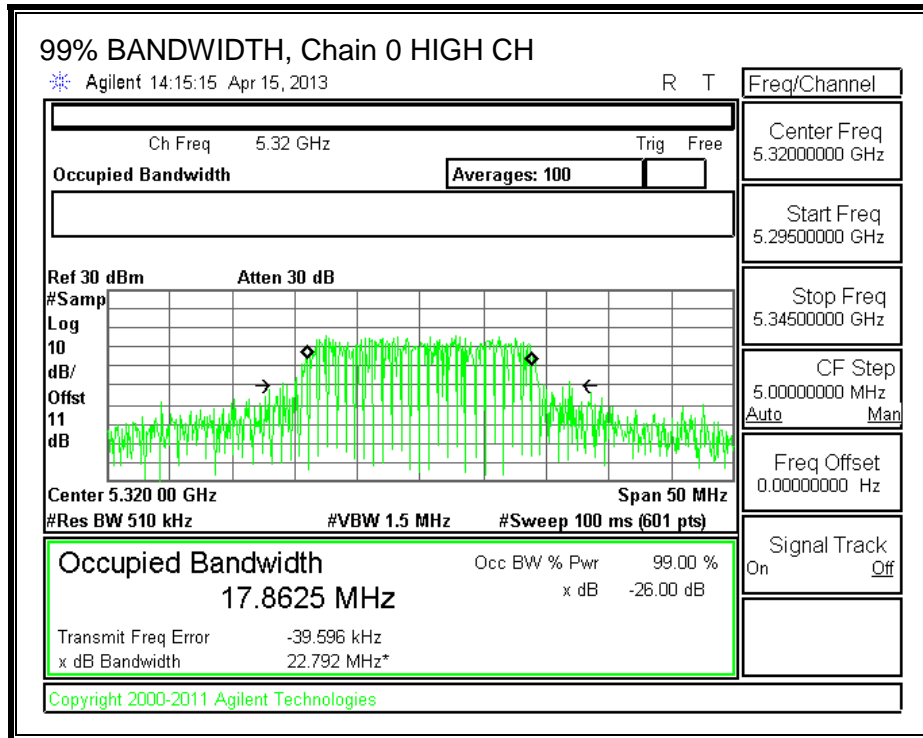 99% BANDWIDTH, Chain 0 HIGH CH
Agilent 14:15:15 Apr 15, 2013 R T
Ch Freq 5.32 GHz Trig Free
Occupied Bandwidth Averages: 100
Ref 30 dBm Atten 30 dB
#Samp
Log
10
dB/
Offst
11
dB
Center 5.320 00 GHz Span 50 MHz
#Res BW 510 kHz #VBW 1.5 MHz #Sweep 100 ms (601 pts)
Occupied Bandwidth Occ BW % Pwr 99.00 %
17.8625 MHz x dB -26.00 dB
Transmit Freq Error -39.596 kHz
x dB Bandwidth 22.792 MHz*
Copyright 2000-2011 Agilent Technologies
Freq/Channel
Center Freq
5.32000000 GHz
Start Freq
5.29500000 GHz
Stop Freq
5.34500000 GHz
CF Step
5.00000000 MHz
Auto Man
Freq Offset
0.00000000 Hz
Signal Track
On Off